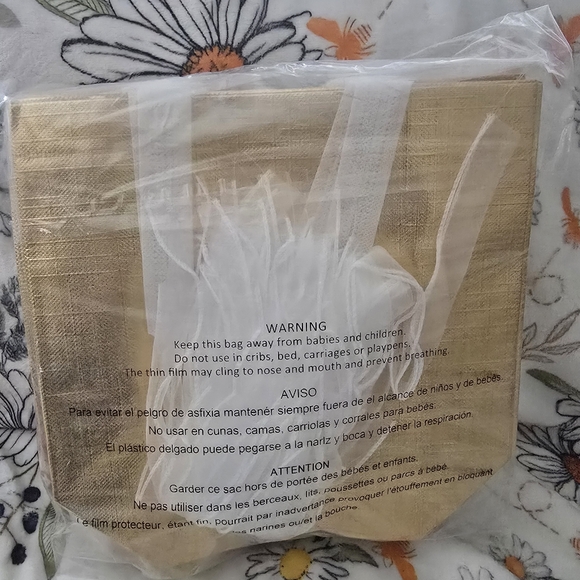 WARNING
Keep this bag away from babies and children.
Do not use in cribs, bed, carriages or playpens,
The thin film may cling to nose and mouth and prevent breathing.
AVISO
Para evitar el pelgro de asfixia mantenér siempre fuera de el alcance de niños y de bebés.
No usar en cunas, camas, carriolas y corrales para bebés.
El plástico delgado puede pegarse a la nariz y boca y detener la respiración.
ATTENTION
Garder ce sac hors de portée des bébés et enfants.
Ne pas utiliser dans les berceaux, lits, poussettes ou parcs à bébé.
Le film protecteur, étant fin, pourrait par inadvertance provoquer l'étouffement en bloquant
narines ou/et la bouche.